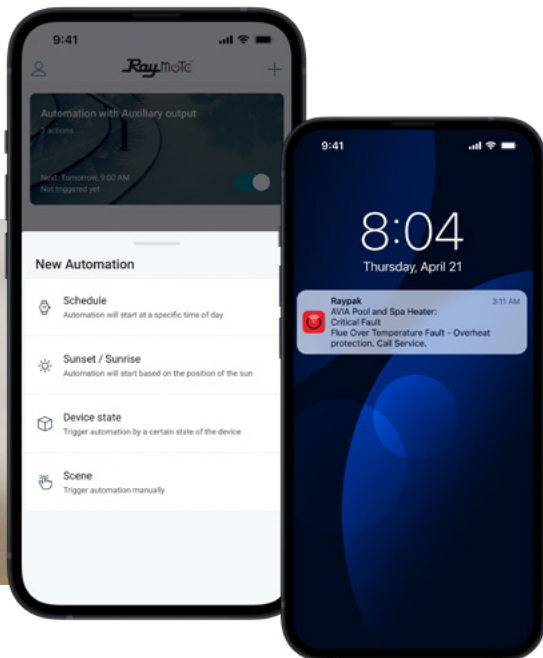 9:41
RayMOTE
Automation with Auxiliary output
actions
Next: Tomorrow, 9:00 AM
Not triggered yet
New Automation
Schedule
Automation will start at a specific time of day
Sunset / Sunrise
Automation will start based on the position of the sun
Device state
Trigger automation by a certain state of the device
Scene
Trigger automation manually
9:41
8:04
Thursday, April 21
Raypak 3:11 AM
AVIA Pool and Spa Heater:
Critical Fault
Flue Over Temperature Fault - Overheat
protection. Call Service.